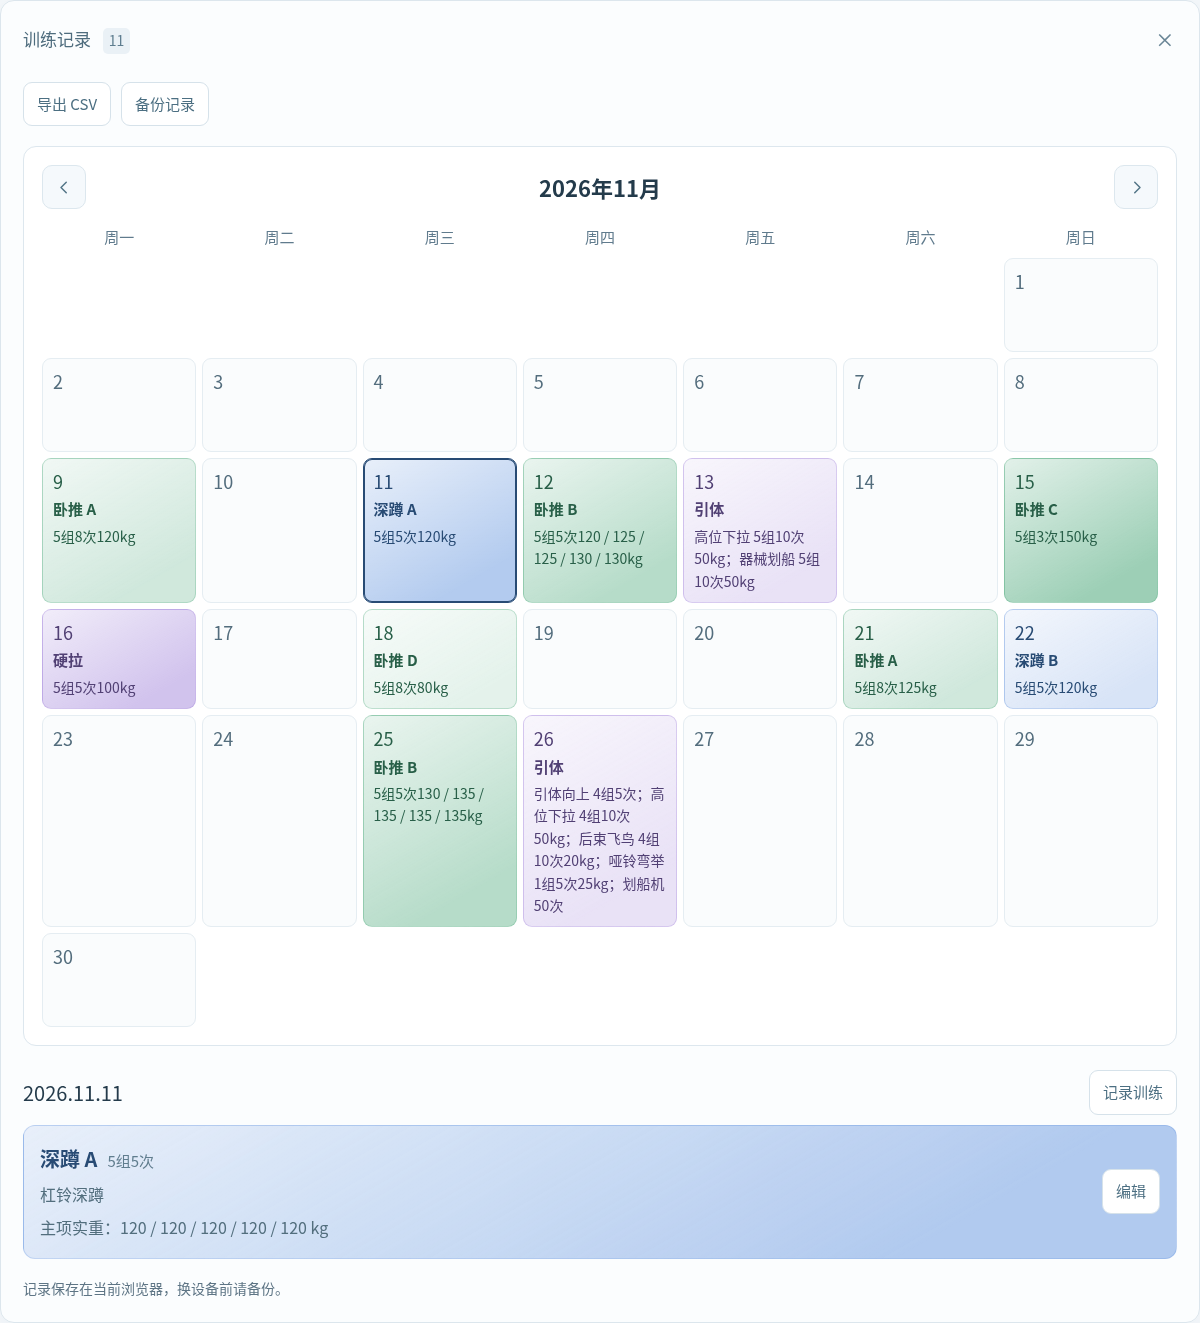 训练记录 11
导出 CSV 备份记录
2026年11月
周一 周二 周三 周四 周五 周六 周日
1
2 3 4 5 6 7 8
9
卧推 A
5组8次120kg
10
11
深蹲 A
5组5次120kg
12
卧推 B
5组5次120 / 125 /
125 / 130 / 130kg
13
引体
高位下拉 5组10次
50kg；器械划船 5组
10次50kg
14
15
卧推 C
5组3次150kg
16
硬拉
5组5次100kg
17
18
卧推 D
5组8次80kg
19
20
21
卧推 A
5组8次125kg
22
深蹲 B
5组5次120kg
23
24
25
卧推 B
5组5次130 / 135 /
135 / 135 / 135kg
26
引体
引体向上 4组5次；高
位下拉 4组10次
50kg；后束飞鸟 4组
10次20kg；哑铃弯举
1组5次25kg；划船机
50次
27
28
29
30
2026.11.11
记录训练
深蹲 A 5组5次
杠铃深蹲
主项实重：120 / 120 / 120 / 120 / 120 kg
编辑
记录保存在当前浏览器，换设备前请备份。